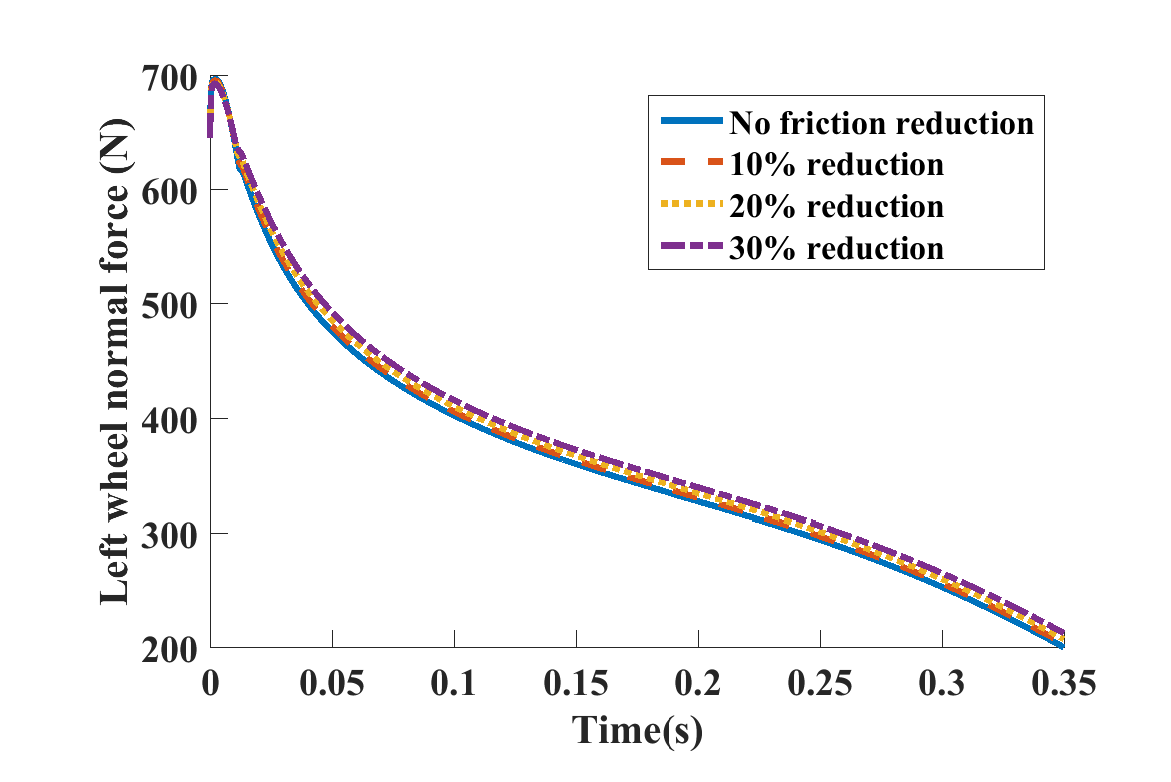 Left wheel normal force (N)
700
600
500
400
300
200
No friction reduction
10% reduction
20% reduction
30% reduction
0 0.05 0.1 0.15 0.2 0.25 0.3 0.35
Time(s)